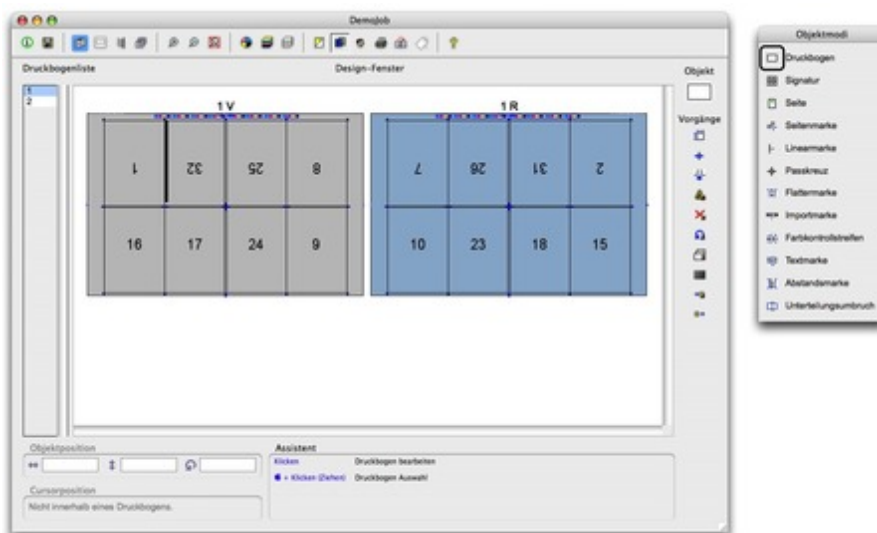 DemoJob
Druckbogenliste
Design-Fenster
Objekt
1
2
1 V
1 R
Vorgänge
1 32 25 8
7 26 31 2
16 17 24 9
10 23 18 15
Objektposition
Cursorposition
Nicht innerhalb eines Druckbogens.
Assistent
Klicken Druckbogen bearbeiten
+ Klicken (Ziehen) Druckbogen Auswahl
Objektmodi
Druckbogen
Signatur
Seite
Seitenmarke
Linearmarke
Passkreuz
Flattermarke
Importmarke
Farbkontrollstreifen
Textmarke
Abstandsmarke
Unterteilungsumbruch